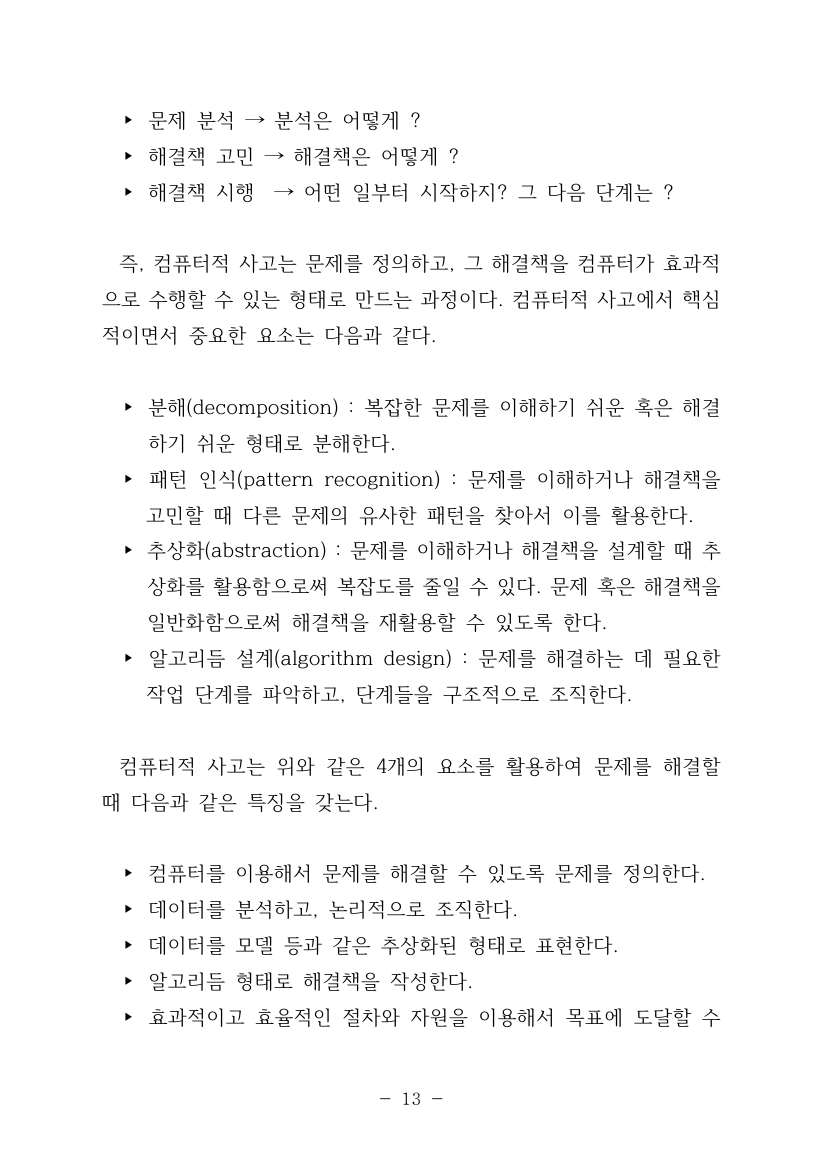 ▶ 문제 분석 → 분석은 어떻게 ?
▶ 해결책 고민 → 해결책은 어떻게 ?
▶ 해결책 시행 → 어떤 일부터 시작하지? 그 다음 단계는 ?
즉, 컴퓨터적 사고는 문제를 정의하고, 그 해결책을 컴퓨터가 효과적
으로 수행할 수 있는 형태로 만드는 과정이다. 컴퓨터적 사고에서 핵심
적이면서 중요한 요소는 다음과 같다.
▶ 분해(decomposition) : 복잡한 문제를 이해하기 쉬운 혹은 해결
하기 쉬운 형태로 분해한다.
▶ 패턴 인식(pattern recognition) : 문제를 이해하거나 해결책을
고민할 때 다른 문제의 유사한 패턴을 찾아서 이를 활용한다.
▶ 추상화(abstraction) : 문제를 이해하거나 해결책을 설계할 때 추
상화를 활용함으로써 복잡도를 줄일 수 있다. 문제 혹은 해결책을
일반화함으로써 해결책을 재활용할 수 있도록 한다.
▶ 알고리듬 설계(algorithm design) : 문제를 해결하는 데 필요한
작업 단계를 파악하고, 단계들을 구조적으로 조직한다.
컴퓨터적 사고는 위와 같은 4개의 요소를 활용하여 문제를 해결할
때 다음과 같은 특징을 갖는다.
▶ 컴퓨터를 이용해서 문제를 해결할 수 있도록 문제를 정의한다.
▶ 데이터를 분석하고, 논리적으로 조직한다.
▶ 데이터를 모델 등과 같은 추상화된 형태로 표현한다.
▶ 알고리듬 형태로 해결책을 작성한다.
▶ 효과적이고 효율적인 절차와 자원을 이용해서 목표에 도달할 수
- 13 -